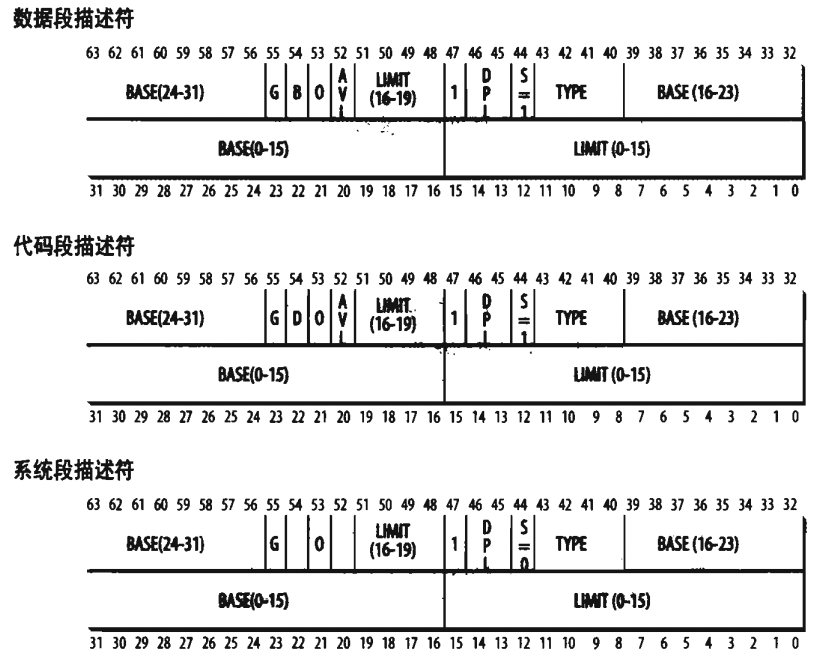 数据段描述符
63 62 61 60 59 58 57 56 55 54 53 52 51 50 49 48 47 46 45 44 43 42 41 40 39 38 37 36 35 34 33 32
BASE(24-31) G B 0 AVL LIMIT (16-19) 1 DPL S=1 TYPE BASE (16-23)
BASE(0-15) LIMIT (0-15)
31 30 29 28 27 26 25 24 23 22 21 20 19 18 17 16 15 14 13 12 11 10 9 8 7 6 5 4 3 2 1 0
代码段描述符
63 62 61 60 59 58 57 56 55 54 53 52 51 50 49 48 47 46 45 44 43 42 41 40 39 38 37 36 35 34 33 32
BASE(24-31) G D 0 AVL LIMIT (16-19) 1 DPL S=1 TYPE BASE (16-23)
BASE(0-15) LIMIT (0-15)
31 30 29 28 27 26 25 24 23 22 21 20 19 18 17 16 15 14 13 12 11 10 9 8 7 6 5 4 3 2 1 0
系统段描述符
63 62 61 60 59 58 57 56 55 54 53 52 51 50 49 48 47 46 45 44 43 42 41 40 39 38 37 36 35 34 33 32
BASE(24-31) G 0 LIMIT (16-19) 1 DPL S=0 TYPE BASE (16-23)
BASE(0-15) LIMIT (0-15)
31 30 29 28 27 26 25 24 23 22 21 20 19 18 17 16 15 14 13 12 11 10 9 8 7 6 5 4 3 2 1 0